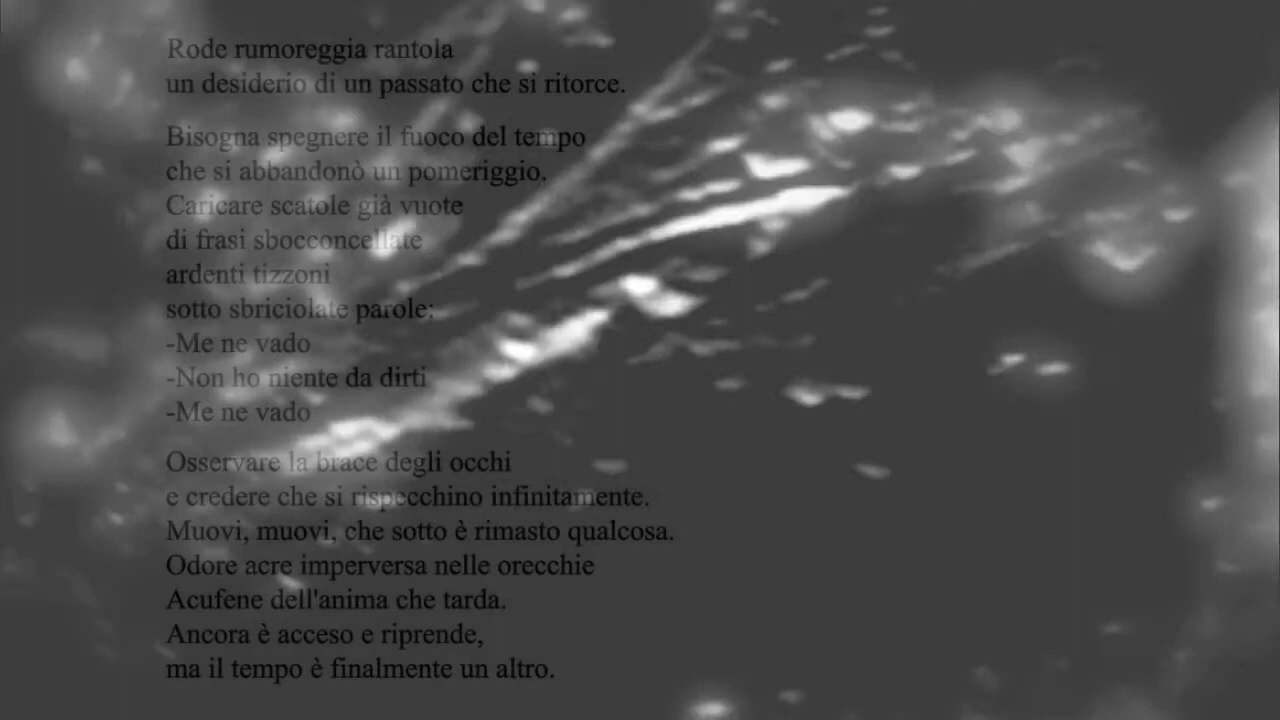 Rode rumoreggia rantola
un desiderio di un passato che si ritorce.
Bisogna spegnere il fuoco del tempo
che si abbandonò un pomeriggio.
Caricare scatole già vuote
di frasi sbocconcellate
ardenti tizzoni
sotto sbriciolate parole:
-Me ne vado
-Non ho niente da dirti
-Me ne vado
Osservare la brace degli occhi
e credere che si rispecchino infinitamente.
Muovi, muovi, che sotto è rimasto qualcosa.
Odore acre imperversa nelle orecchie
Acufene dell'anima che tarda.
Ancora è acceso e riprende,
ma il tempo è finalmente un altro.